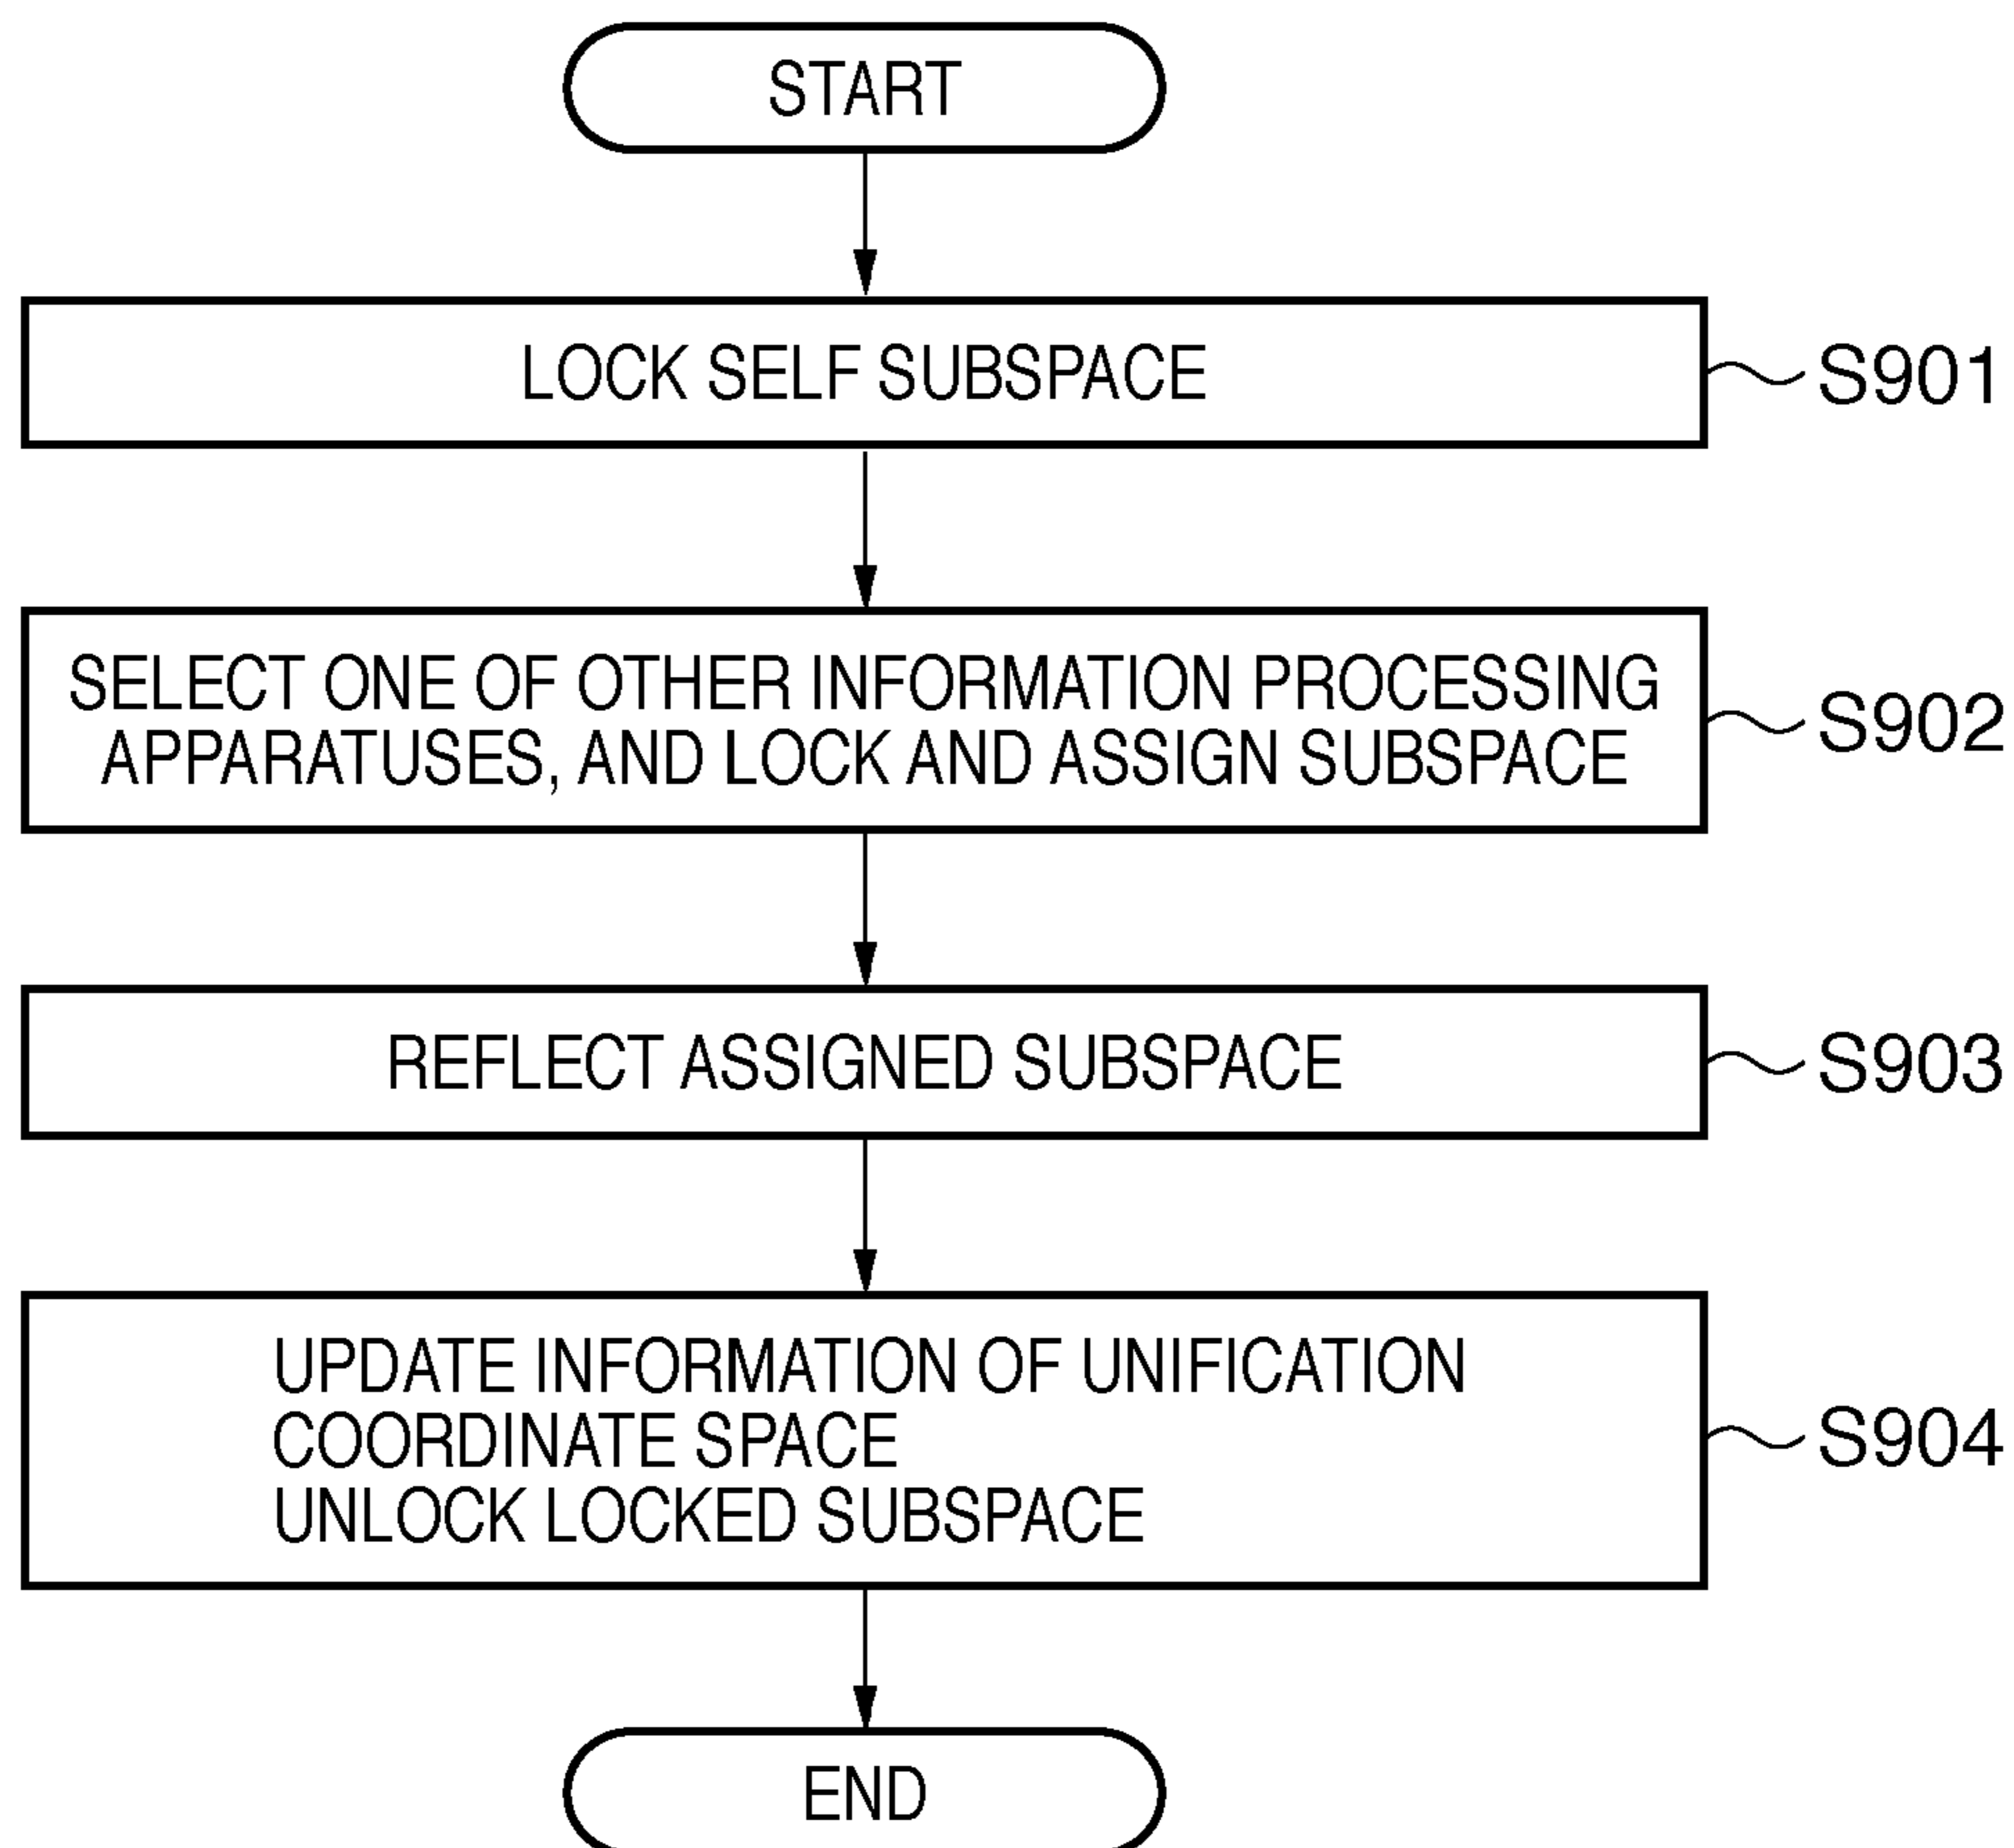 START
LOCK SELF SUBSPACE
S901
SELECT ONE OF OTHER INFORMATION PROCESSING
APPARATUSES, AND LOCK AND ASSIGN SUBSPACE
S902
REFLECT ASSIGNED SUBSPACE
S903
UPDATE INFORMATION OF UNIFICATION
COORDINATE SPACE
UNLOCK LOCKED SUBSPACE
S904
END